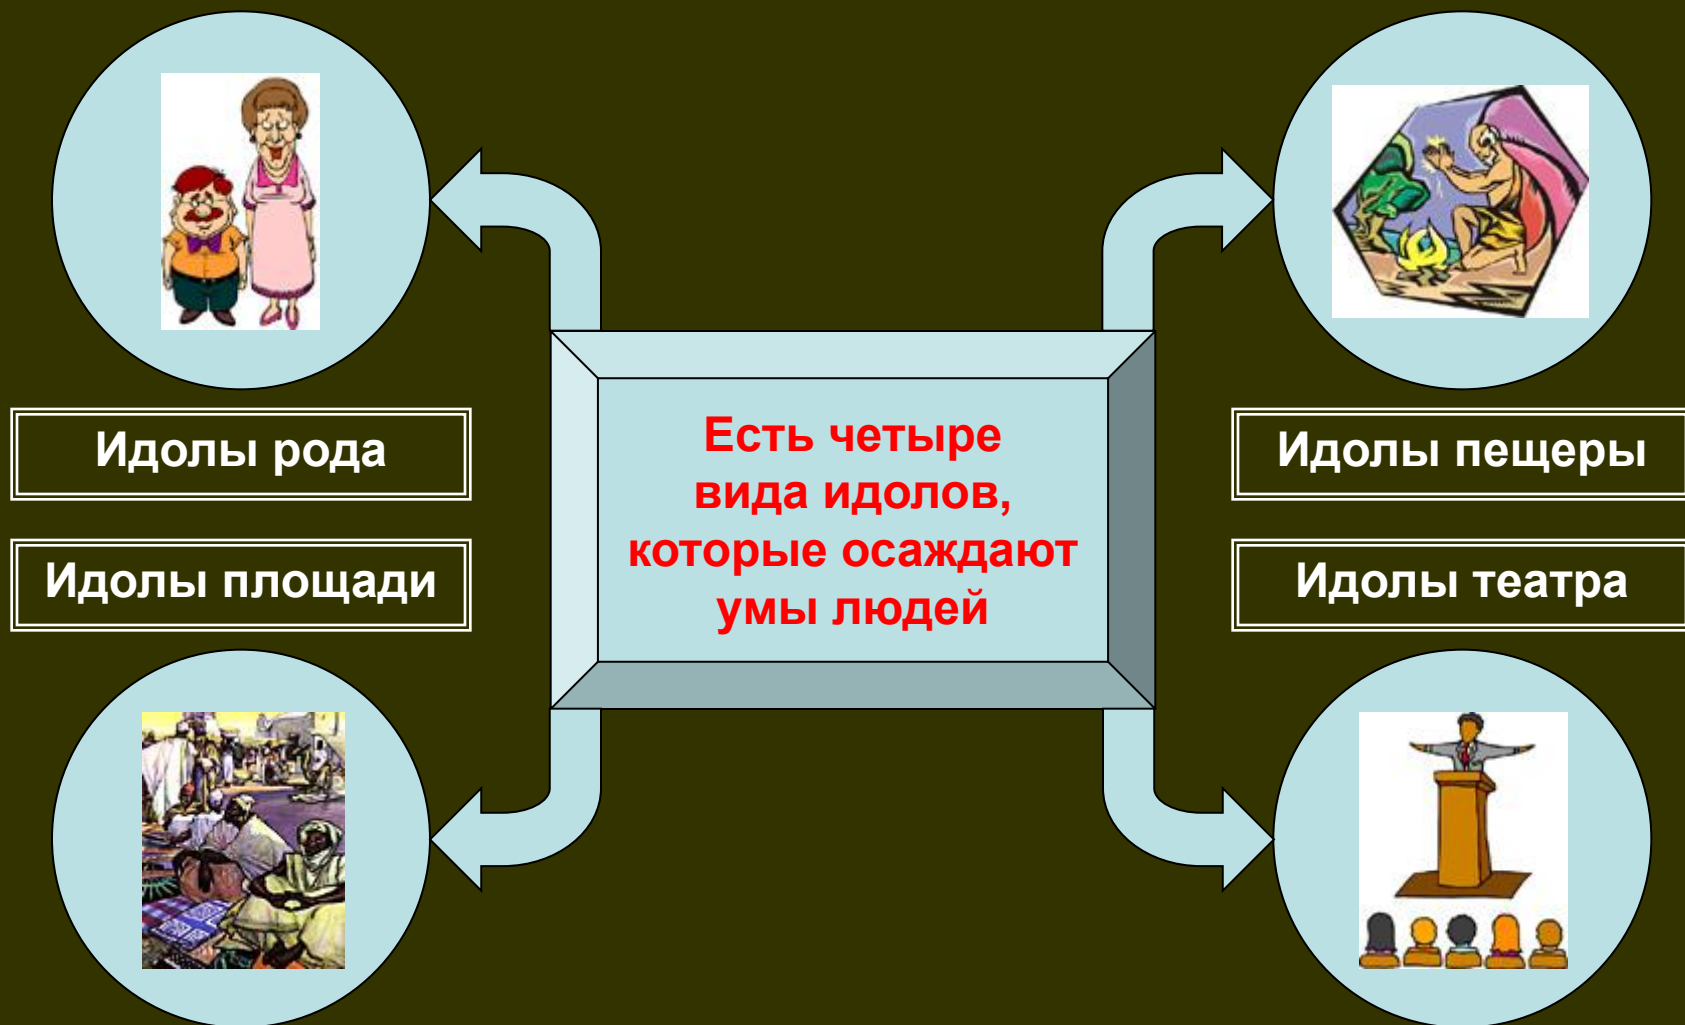 Идолы рода
Идолы площади
Есть четыре
вида идолов,
которые осаждают
умы людей
Идолы пещеры
Идолы театра